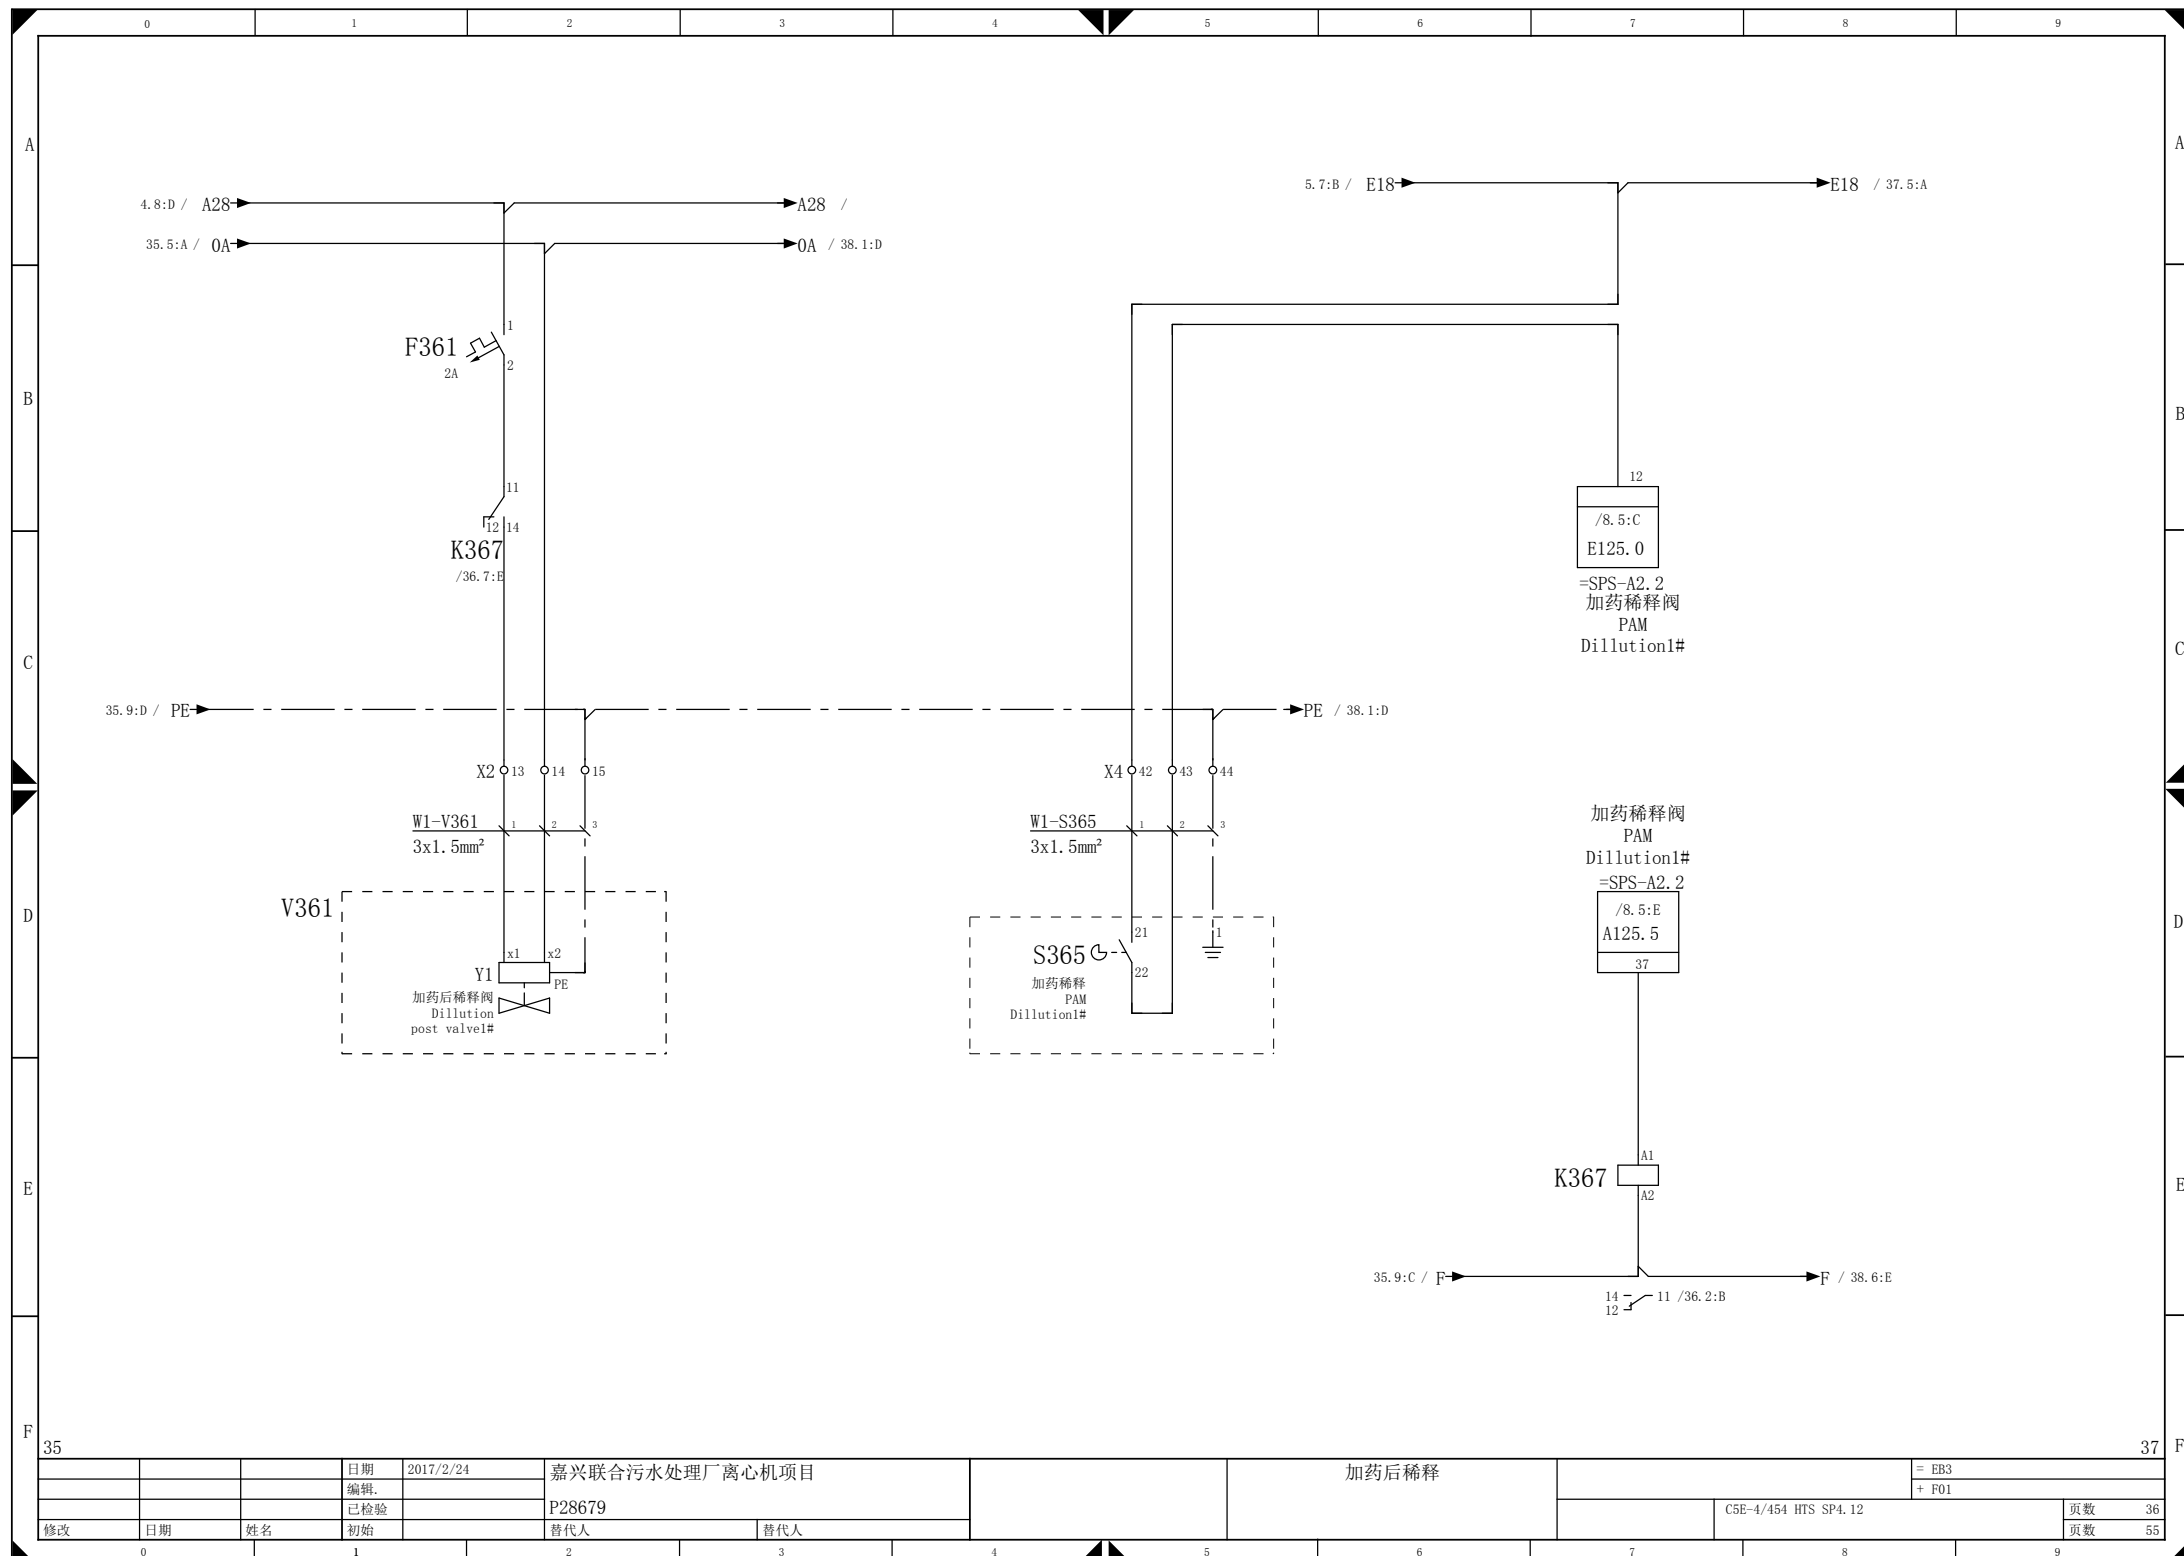 0 1 2 3 4 5 6 7 8 9
A
A
5.7:B / E18
E18 / 37.5:A
4.8:D / A28
A28 /
35.5:A / 0A
0A / 38.1:D
1
F361
2A
2
B
B
11
12 14
K367
/36.7:E
12
/8.5:C
E125.0
=SPS-A2.2
加药稀释阀
PAM
Dillution1#
C
C
35.9:D / PE
PE / 38.1:D
X2 13 14 15
X4 42 43 44
W1-V361 1 2 3
3x1.5mm²
W1-S365 1 2 3
3x1.5mm²
加药稀释阀
PAM
Dillution1#
=SPS-A2.2
/8.5:E
A125.5
37
D
D
V361
x1 x2
Y1
PE
加药后稀释阀
Dillution
post valve1#
21 1
S365
22
加药稀释
PAM
Dillution1#
E
E
A1
K367
A2
35.9:C / F
F / 38.6:E
14 11 /36.2:B
12
F
F
35
37
日期 2017/2/24
嘉兴联合污水处理厂离心机项目
加药后稀释
= EB3
编辑.
+ F01
已检验
P28679
C5E-4/454 HTS SP4.12
页数 36
修改 日期 姓名 初始 替代人 替代人
页数 55
0 1 2 3 4 5 6 7 8 9